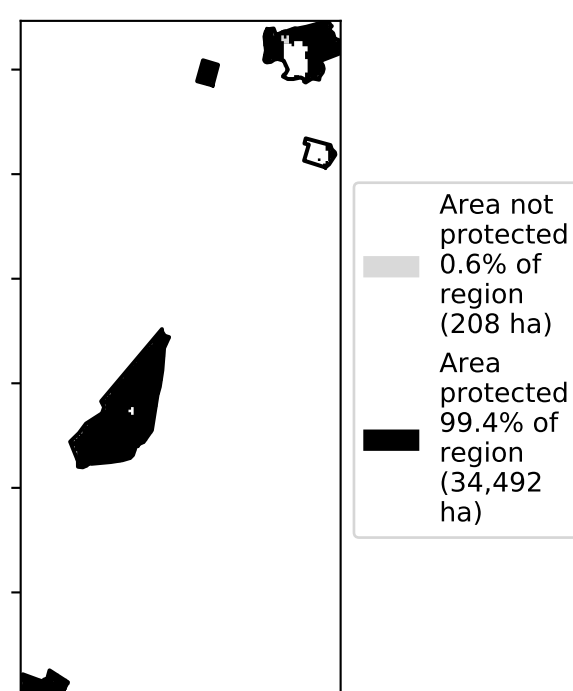 Area not
protected
0.6% of
region
(208 ha)
Area
protected
99.4% of
region
(34,492
ha)